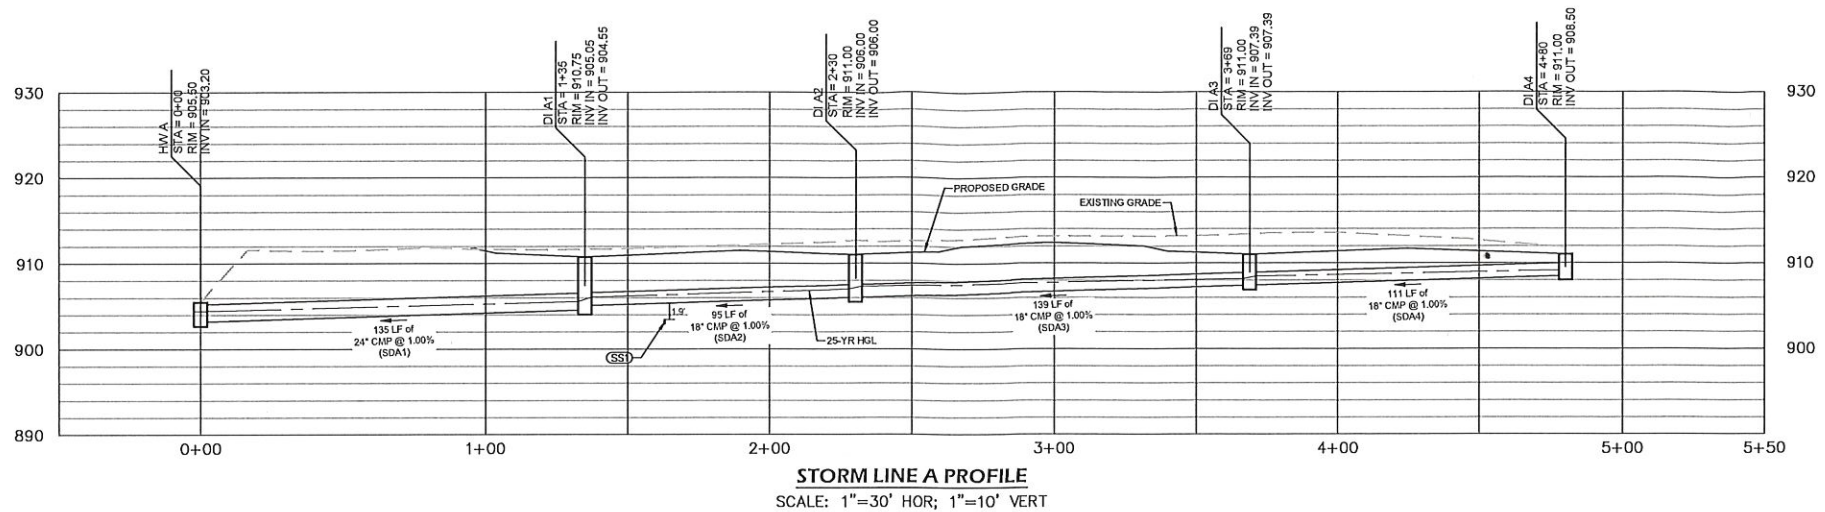 HW A
STA = 0+00
RIM = 905.50
INV IN = 903.20
DI A1
STA = 1+35
RIM = 910.75
INV IN = 905.05
INV OUT = 904.55
DI A2
STA = 2+30
RIM = 911.00
INV IN = 906.00
INV OUT = 906.00
DI A3
STA = 3+69
RIM = 911.00
INV IN = 907.39
INV OUT = 907.39
DI A4
STA = 4+80
RIM = 911.00
INV OUT = 908.50
930
930
920
920
PROPOSED GRADE
EXISTING GRADE
910
910
1.9'
135 LF of
24" CMP @ 1.00%
(SDA1)
95 LF of
18" CMP @ 1.00%
(SDA2)
139 LF of
18" CMP @ 1.00%
(SDA3)
111 LF of
18" CMP @ 1.00%
(SDA4)
25-YR HGL
SS1
900
900
890
0+00
1+00
2+00
3+00
4+00
5+00
5+50
STORM LINE A PROFILE
SCALE: 1"=30' HOR; 1"=10' VERT